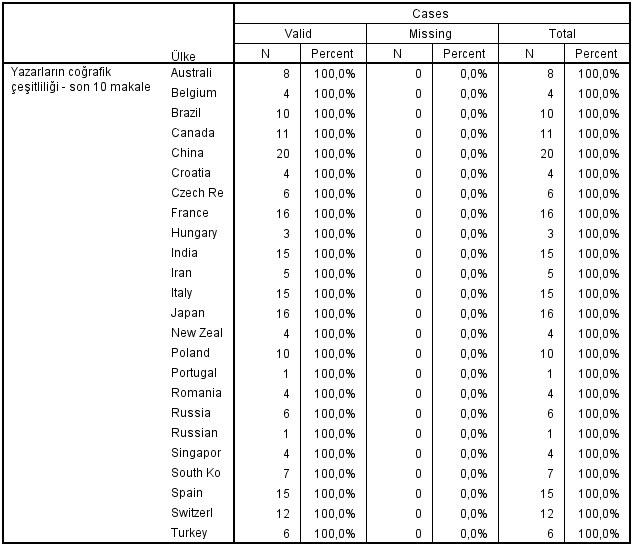 Cases
Valid Missing Total
Ülke N Percent N Percent N Percent
Yazarların coğrafik çeşitliliği - son 10 makale Australi 8 100,0% 0 0,0% 8 100,0%
Belgium 4 100,0% 0 0,0% 4 100,0%
Brazil 10 100,0% 0 0,0% 10 100,0%
Canada 11 100,0% 0 0,0% 11 100,0%
China 20 100,0% 0 0,0% 20 100,0%
Croatia 4 100,0% 0 0,0% 4 100,0%
Czech Re 6 100,0% 0 0,0% 6 100,0%
France 16 100,0% 0 0,0% 16 100,0%
Hungary 3 100,0% 0 0,0% 3 100,0%
India 15 100,0% 0 0,0% 15 100,0%
Iran 5 100,0% 0 0,0% 5 100,0%
Italy 15 100,0% 0 0,0% 15 100,0%
Japan 16 100,0% 0 0,0% 16 100,0%
New Zeal 4 100,0% 0 0,0% 4 100,0%
Poland 10 100,0% 0 0,0% 10 100,0%
Portugal 1 100,0% 0 0,0% 1 100,0%
Romania 4 100,0% 0 0,0% 4 100,0%
Russia 6 100,0% 0 0,0% 6 100,0%
Russian 1 100,0% 0 0,0% 1 100,0%
Singapor 4 100,0% 0 0,0% 4 100,0%
South Ko 7 100,0% 0 0,0% 7 100,0%
Spain 15 100,0% 0 0,0% 15 100,0%
Switzerl 12 100,0% 0 0,0% 12 100,0%
Turkey 6 100,0% 0 0,0% 6 100,0%